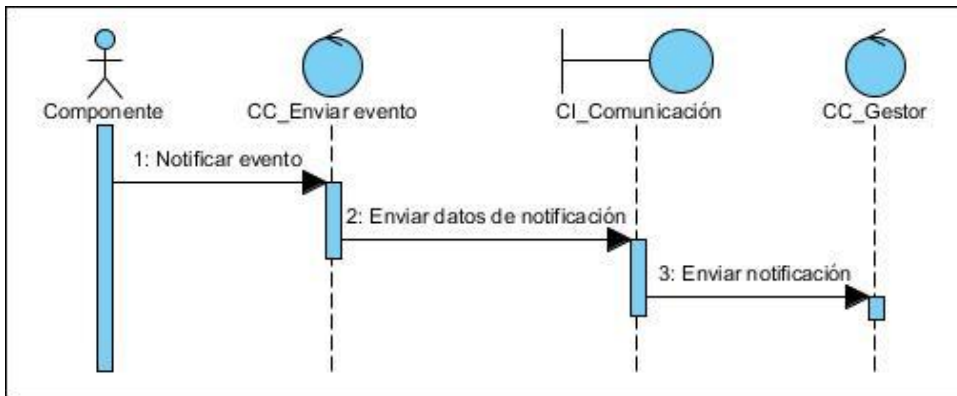 Componente
CC_Enviar evento
CI_Comunicación
CC_Gestor
1: Notificar evento
2: Enviar datos de notificación
3: Enviar notificación